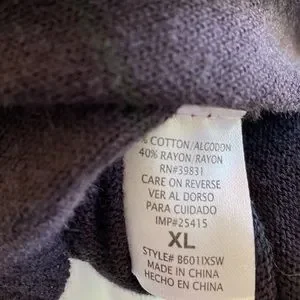 % COTTON/ALGODON
40% RAYON/RAYON
RN#39831
CARE ON REVERSE
VER AL DORSO
PARA CUIDADO
IMP#25415
XL
STYLE# B601IXSW
MADE IN CHINA
HECHO EN CHINA